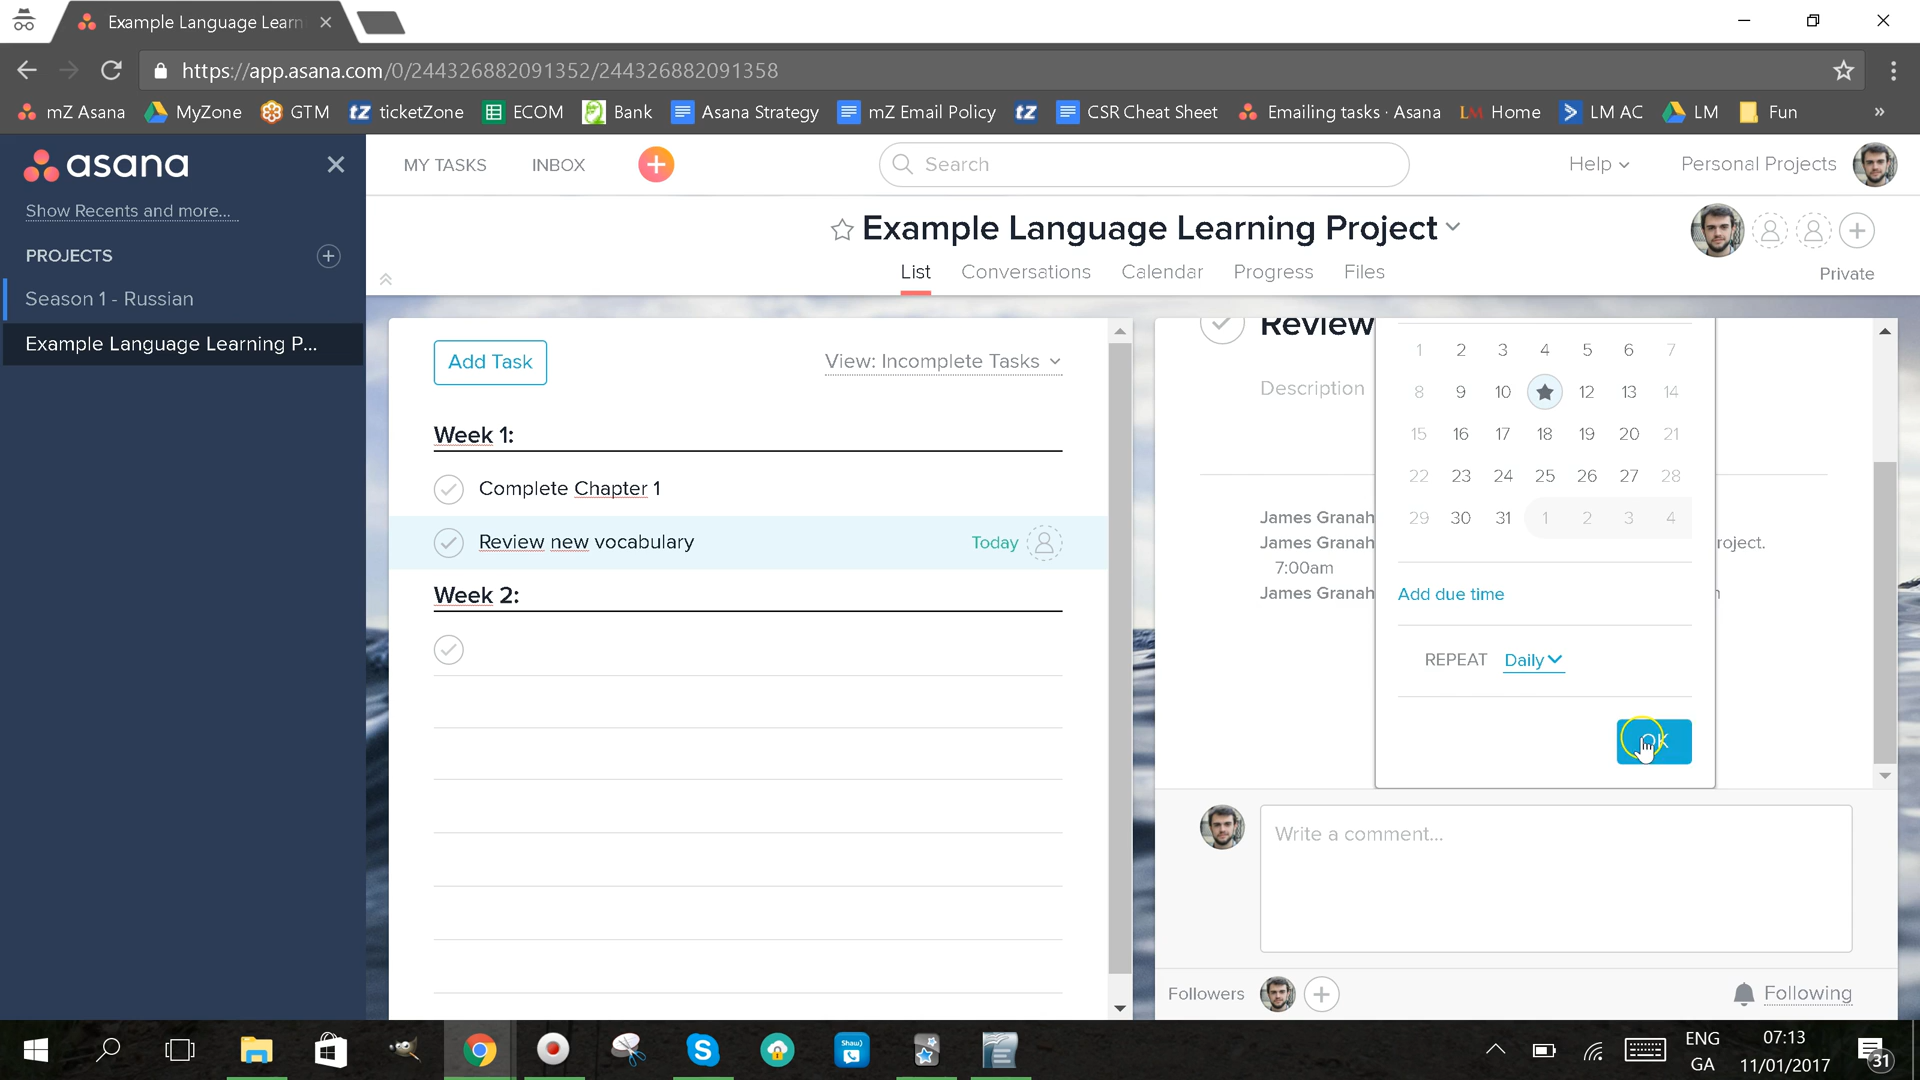 Example Language Learn
https://app.asana.com/0/244326882091352/244326882091358
mZ Asana MyZone GTM tz ticketZone ECOM Bank Asana Strategy mZ Email Policy tz CSR Cheat Sheet Emailing tasks · Asana LM Home LM AC LM Fun »
asana
MY TASKS INBOX Search Help Personal Projects
Show Recents and more...
PROJECTS
Season 1 - Russian
Example Language Learning P...
Example Language Learning Project
List Conversations Calendar Progress Files
Private
Add Task
View: Incomplete Tasks
Week 1:
Complete Chapter 1
Review new vocabulary Today
Week 2:
Review
Description
1 2 3 4 5 6 7
8 9 10 12 13 14
15 16 17 18 19 20 21
22 23 24 25 26 27 28
29 30 31 1 2 3 4
James Granah
James Granah roject.
7:00am
James Granah
Add due time
REPEAT Daily
OK
Write a comment...
Followers Following
Shaw)
ENG
GA
07:13
11/01/2017
31